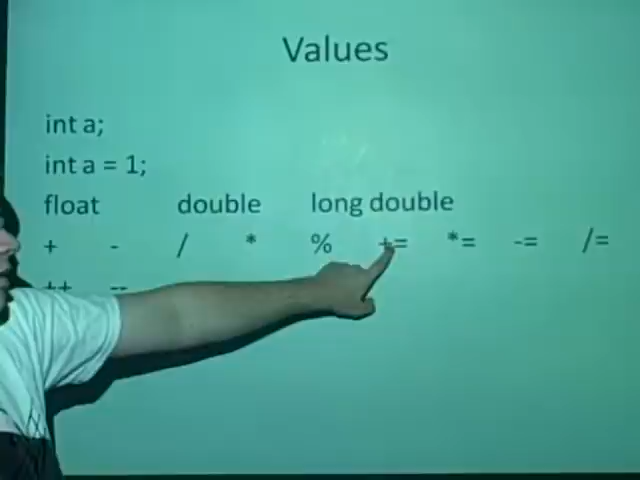 Values
int a;
int a = 1;
float double long double
+ - / * % += *= -= /=
++ --